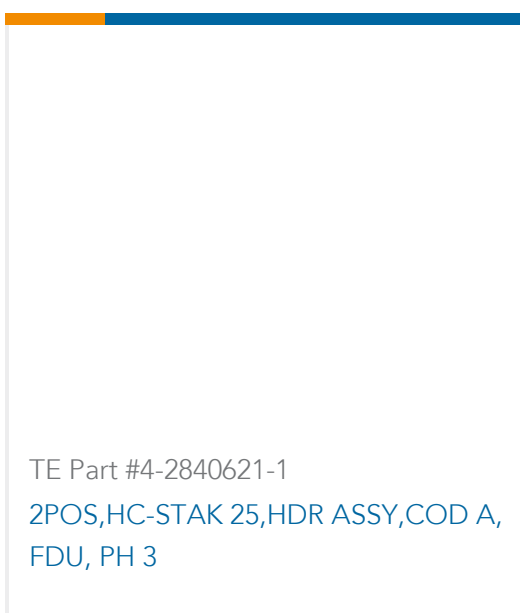 TE Part #4-2840621-1
2POS,HC-STAK 25,HDR ASSY,COD A,
FDU, PH 3